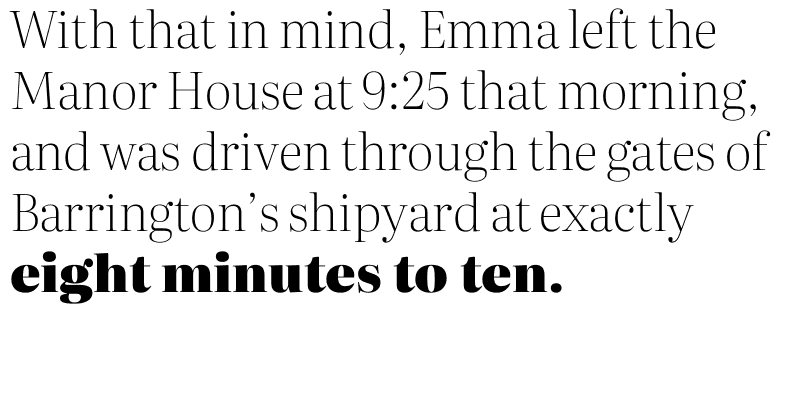 With that in mind, Emma left the
Manor House at 9:25 that morning,
and was driven through the gates of
Barrington’s shipyard at exactly
eight minutes to ten.